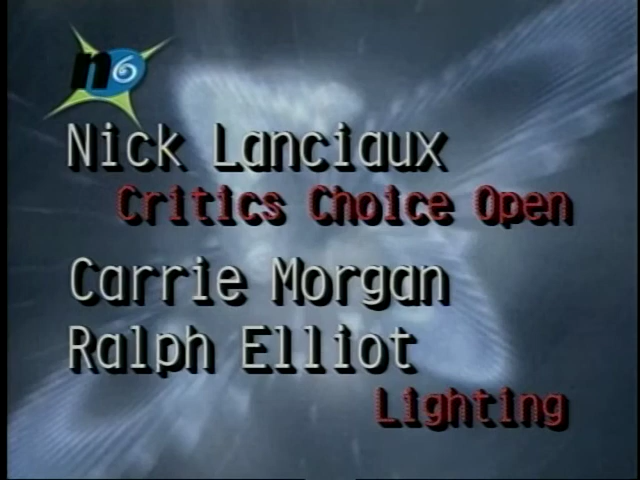 n6
Nick Lanciaux
Critics Choice Open
Carrie Morgan
Ralph Elliot
Lighting